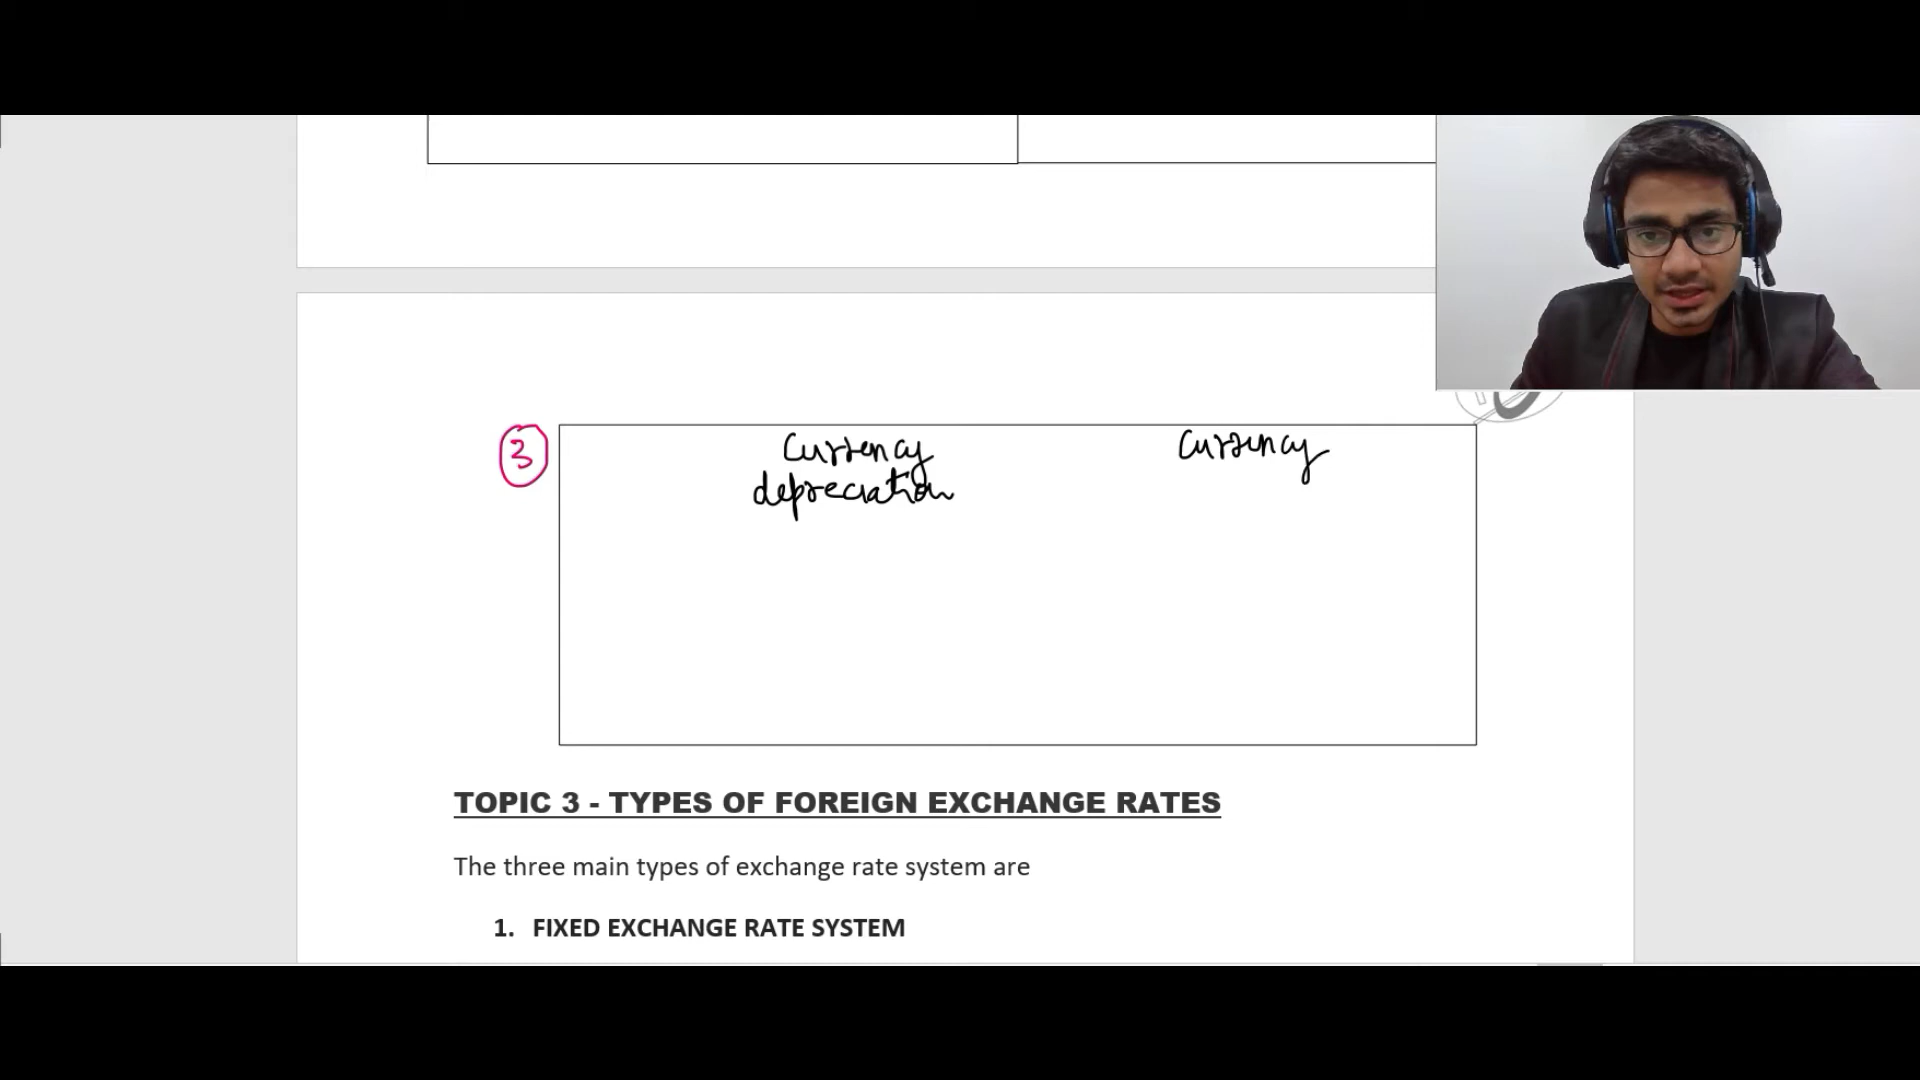 3
Currency Currency
depreciation
TOPIC 3 - TYPES OF FOREIGN EXCHANGE RATES
The three main types of exchange rate system are
1. FIXED EXCHANGE RATE SYSTEM